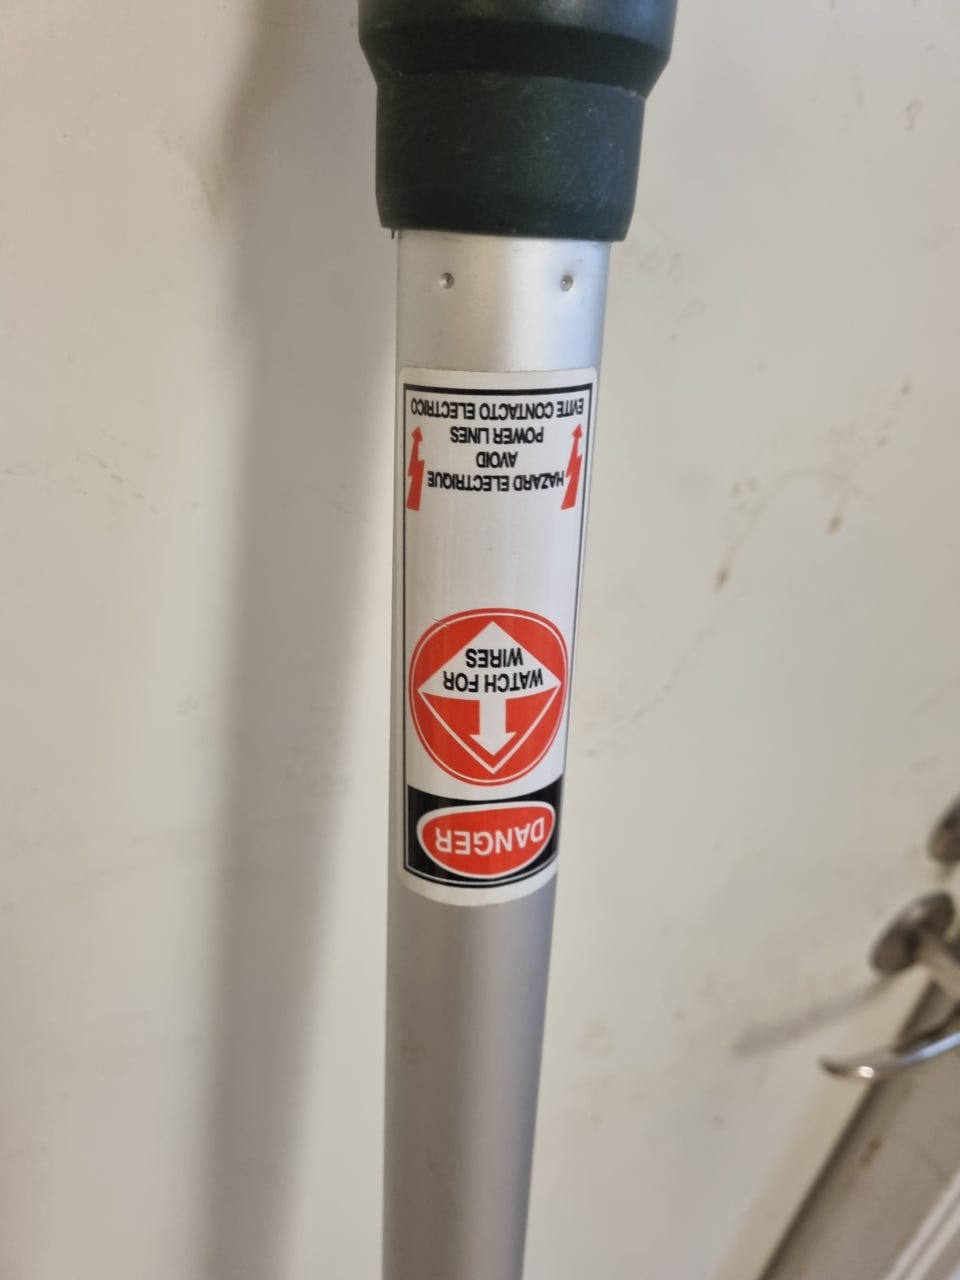 DANGER
WATCH FOR
WIRES
HAZARD ELECTRIQUE
AVOID
POWER LINES
EVITE CONTACTO ELECTRICO